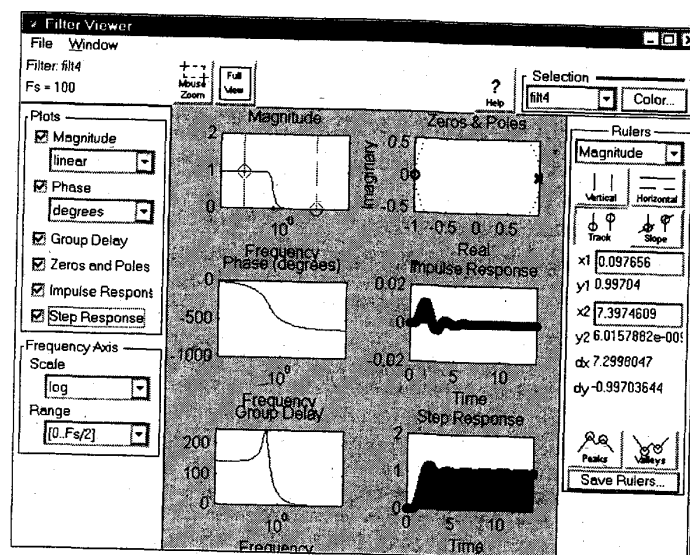 Filter Viewer
File Window
Filter: filt4
Fs = 100
Mouse Zoom
Full View
?
Help
Selection
filt4
Color...
Plots
Magnitude
linear
Phase
degrees
Group Delay
Zeros and Poles
Impulse Respons
Step Response
Frequency Axis
Scale
log
Range
[0..Fs/2]
Magnitude
2
1
0
10^0
Frequency
Zeros & Poles
Imaginary
0.5
0
-0.5
-1 -0.5 0 0.5
Real
Phase (degrees)
0
-500
1000
10^0
Frequency
Impulse Response
0.02
0
-0.02
0 5 10
Time
Group Delay
200
100
0
10^0
Frequency
Step Response
2
1
0
0 5 10
Time
Rulers
Magnitude
Vertical
Horizontal
Track
Slope
x1 0.097656
y1 0.99704
x2 7.3974609
y2 6.0157882e-009
dx 7.2998047
dy -0.99703644
Peaks
Valleys
Save Rulers...